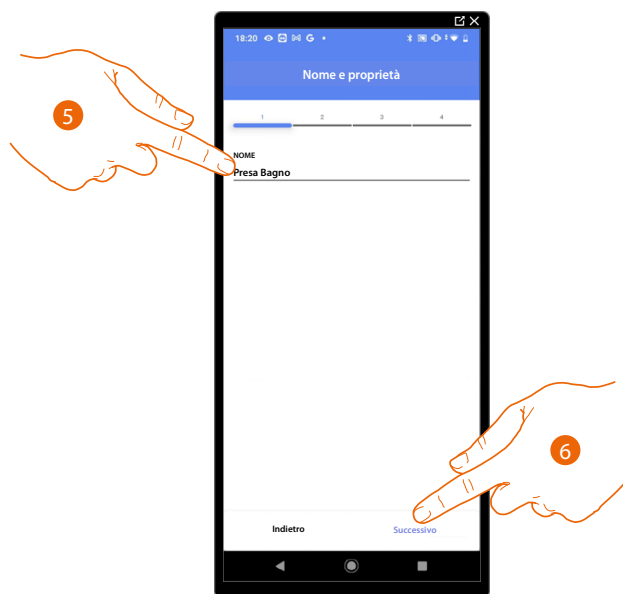 18:20 G
Nome e proprietà
1 2 3 4
NOME
Presa Bagno
5
6
Indietro Successivo